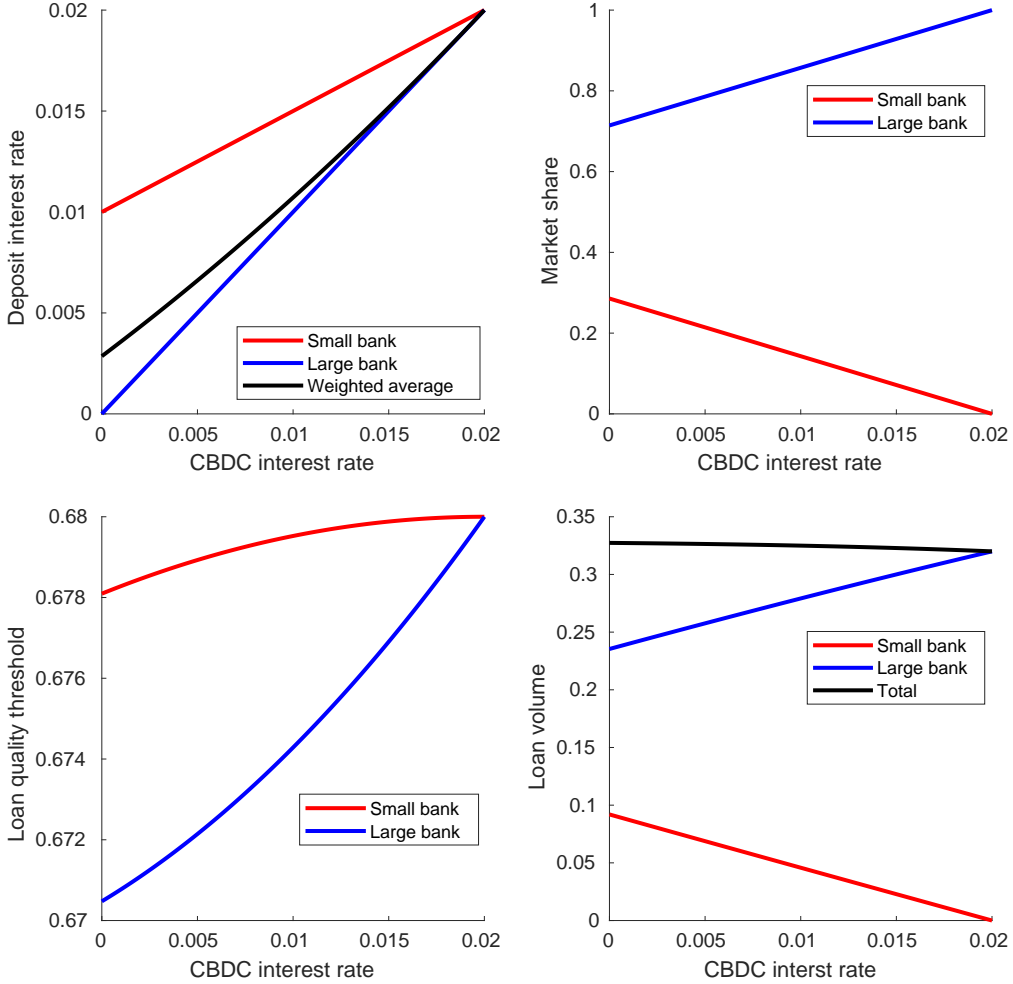 Deposit interest rate
0.02
0.015
0.01
0.005
0
Small bank
Large bank
Weighted average
0 0.005 0.01 0.015 0.02
CBDC interest rate
Market share
1
0.8
0.6
0.4
0.2
0
Small bank
Large bank
0 0.005 0.01 0.015 0.02
CBDC interest rate
Loan quality threshold
0.68
0.678
0.676
0.674
0.672
0.67
Small bank
Large bank
0 0.005 0.01 0.015 0.02
CBDC interest rate
Loan volume
0.35
0.3
0.25
0.2
0.15
0.1
0.05
0
Small bank
Large bank
Total
0 0.005 0.01 0.015 0.02
CBDC interst rate